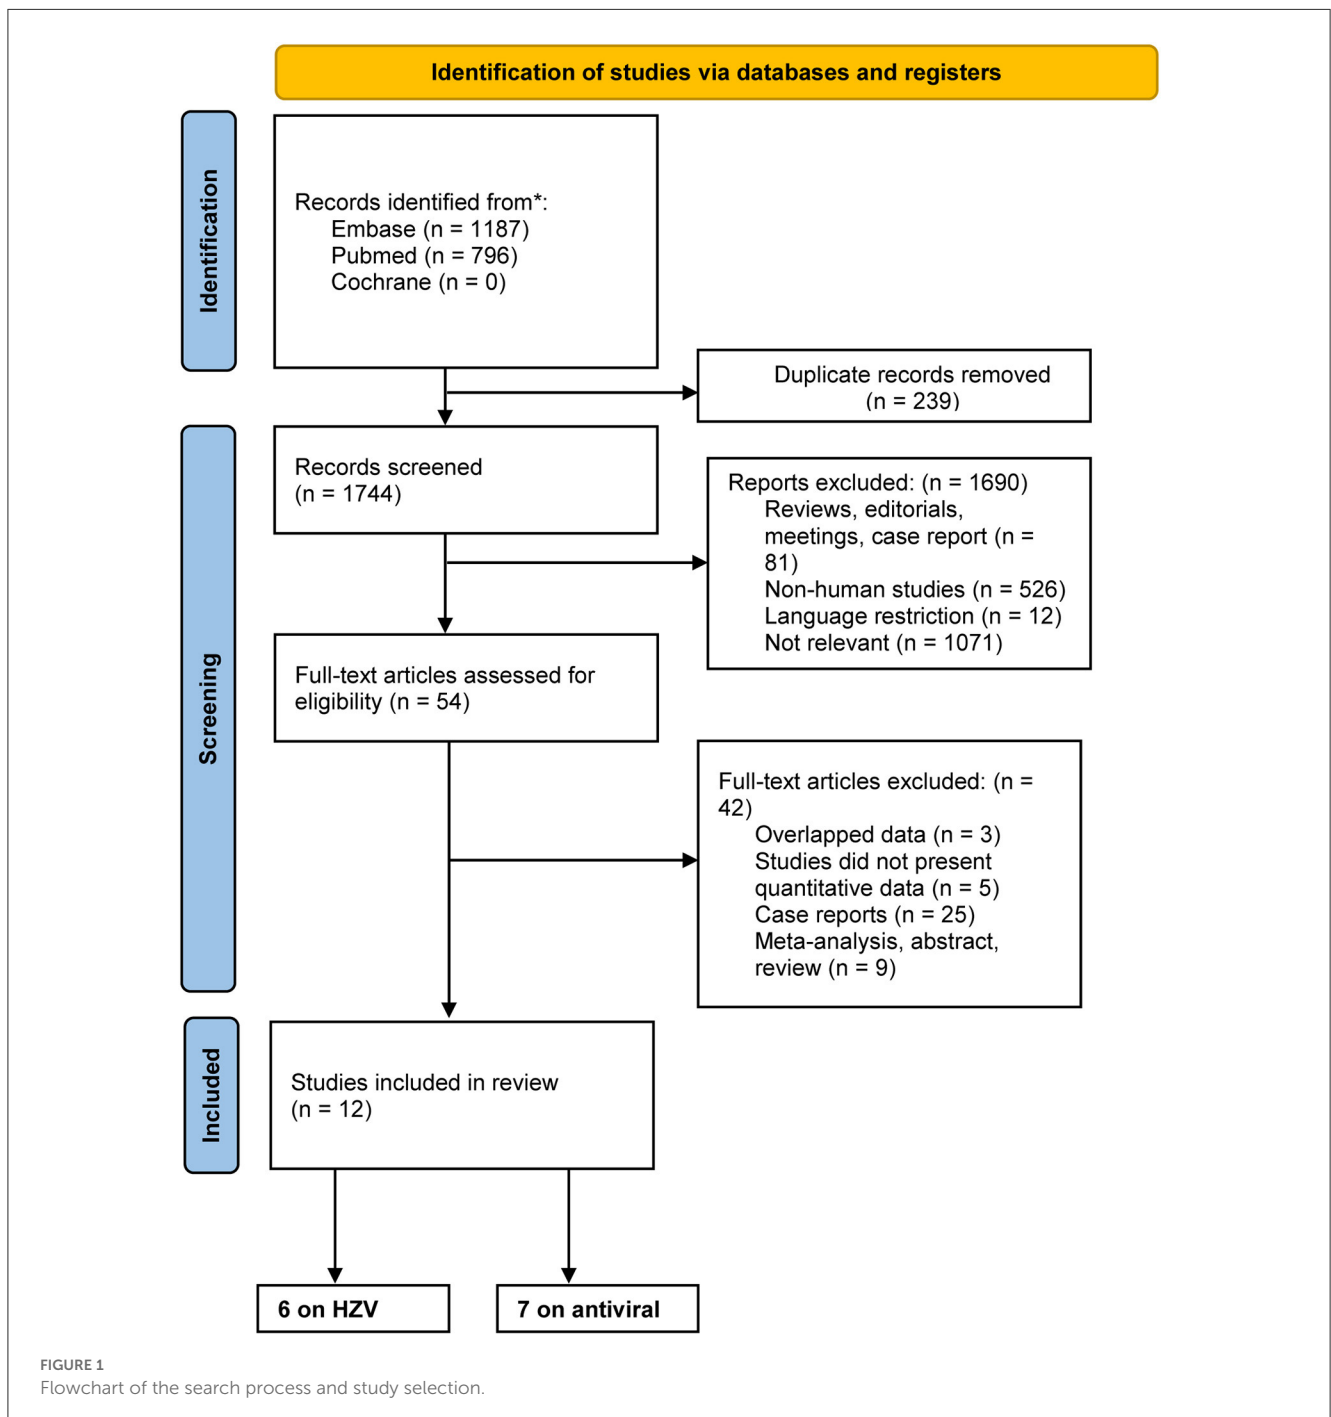 Identification of studies via databases and registers
Identification
Records identified from*:
Embase (n = 1187)
Pubmed (n = 796)
Cochrane (n = 0)
Duplicate records removed
(n = 239)
Screening
Records screened
(n = 1744)
Reports excluded: (n = 1690)
Reviews, editorials,
meetings, case report (n =
81)
Non-human studies (n = 526)
Language restriction (n = 12)
Not relevant (n = 1071)
Full-text articles assessed for
eligibility (n = 54)
Full-text articles excluded: (n =
42)
Overlapped data (n = 3)
Studies did not present
quantitative data (n = 5)
Case reports (n = 25)
Meta-analysis, abstract,
review (n = 9)
Included
Studies included in review
(n = 12)
6 on HZV
7 on antiviral
FIGURE 1
Flowchart of the search process and study selection.